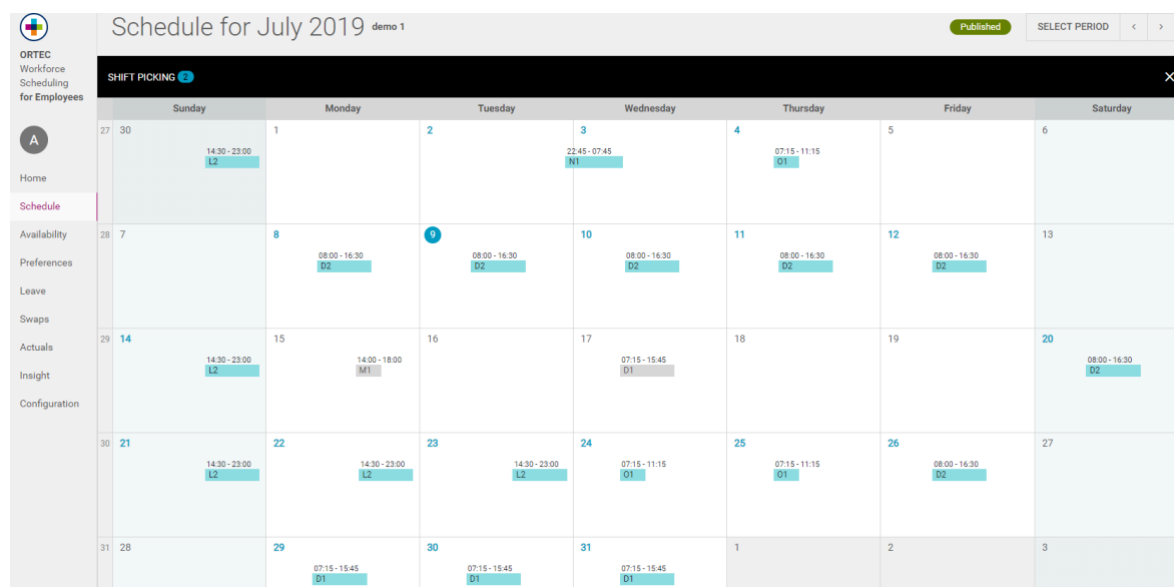 Schedule for July 2019 demo 1
Published
SELECT PERIOD < >
ORTEC
Workforce
Scheduling
for Employees
A
Home
Schedule
Availability
Preferences
Leave
Swaps
Actuals
Insight
Configuration
SHIFT PICKING 2 ×
Sunday Monday Tuesday Wednesday Thursday Friday Saturday
27 30 1 2 3 4 5 6
14:30 - 23:00 22:45 - 07:45 07:15 - 11:15
L2 N1 O1
28 7 8 9 10 11 12 13
08:00 - 16:30 08:00 - 16:30 08:00 - 16:30 08:00 - 16:30 08:00 - 16:30
D2 D2 D2 D2 D2
29 14 15 16 17 18 19 20
14:30 - 23:00 14:00 - 18:00 07:15 - 15:45 08:00 - 16:30
L2 M1 D1 D2
30 21 22 23 24 25 26 27
14:30 - 23:00 14:30 - 23:00 14:30 - 23:00 07:15 - 11:15 07:15 - 11:15 08:00 - 16:30
L2 L2 L2 O1 O1 D2
31 28 29 30 31 1 2 3
07:15 - 15:45 07:15 - 15:45 07:15 - 15:45
D1 D1 D1